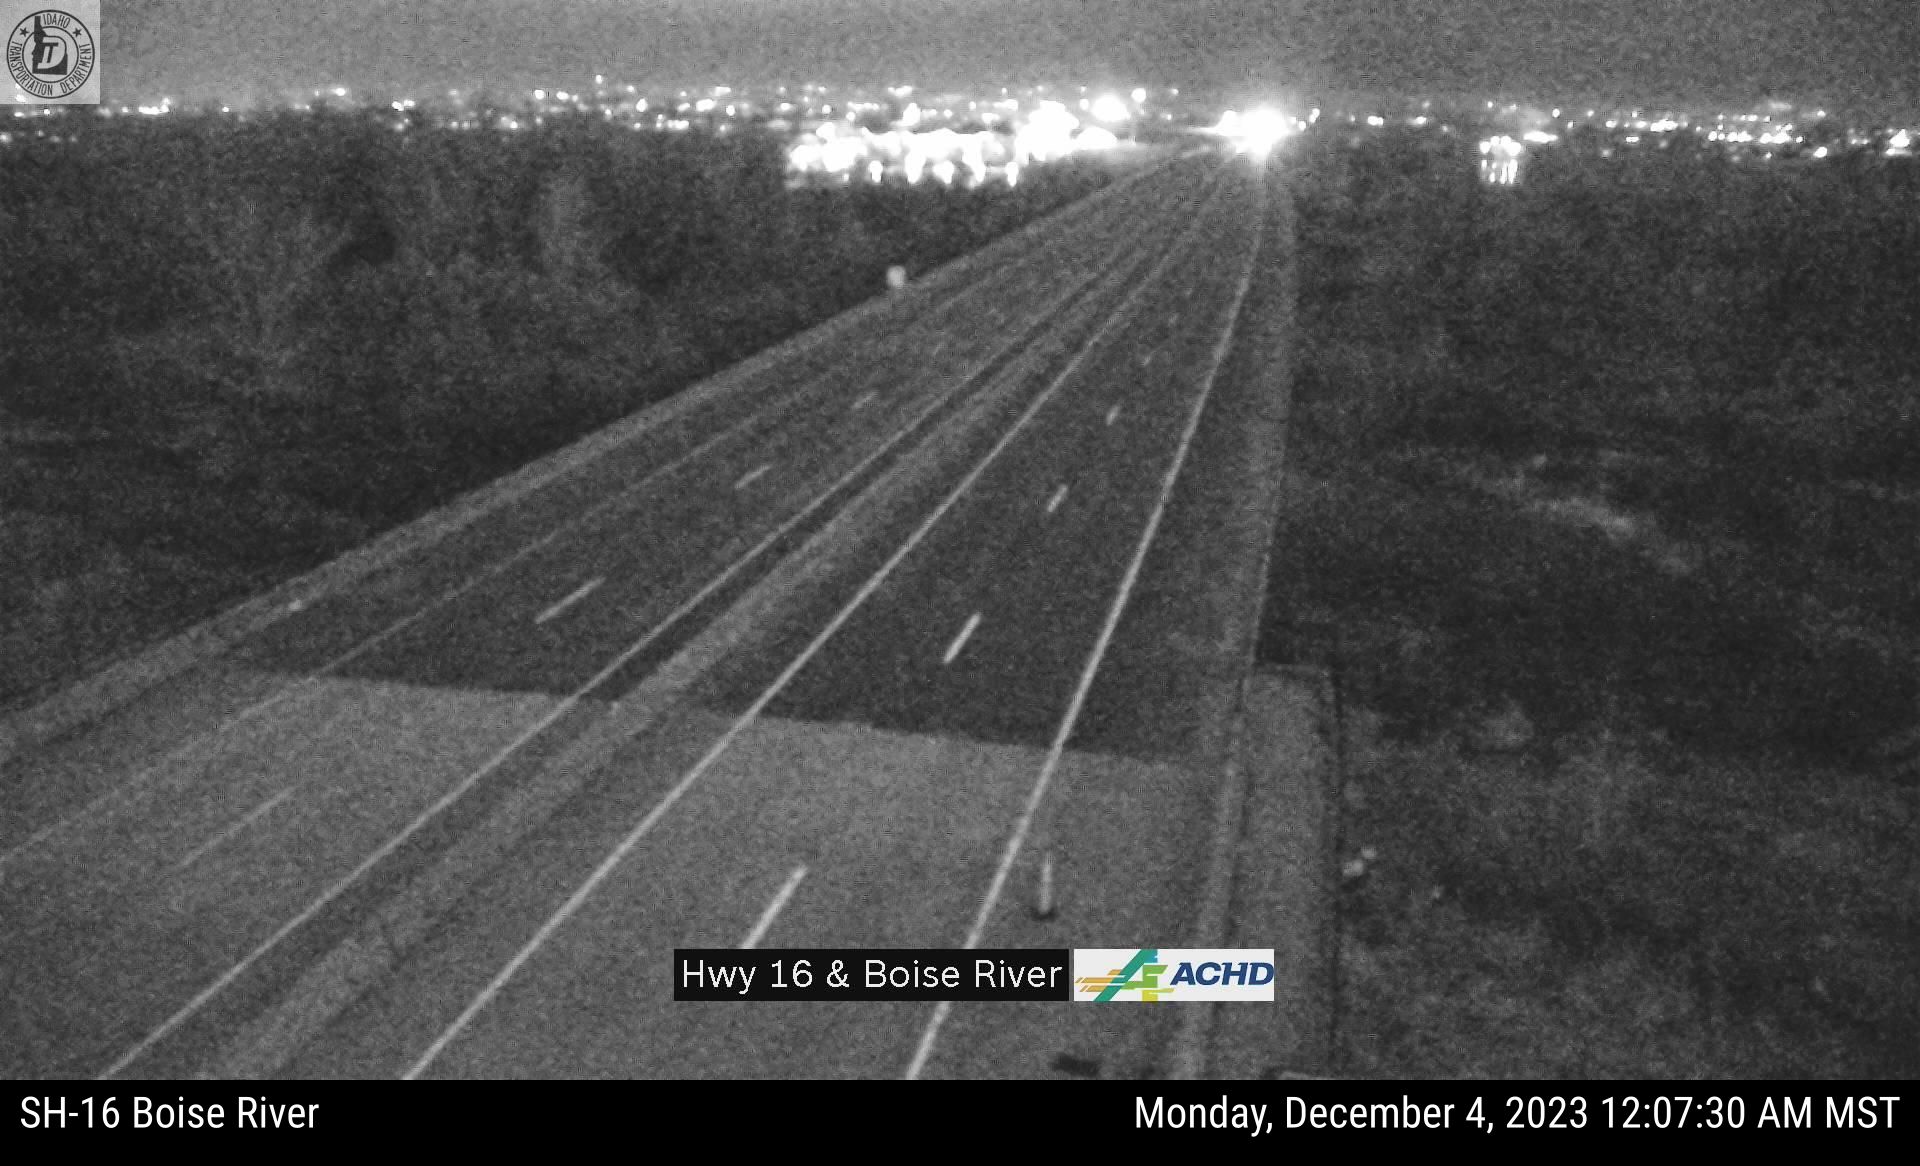 IDAHO
TRANSPORTATION DEPARTMENT
Hwy 16 & Boise River
ACHD
SH-16 Boise River
Monday, December 4, 2023 12:07:30 AM MST